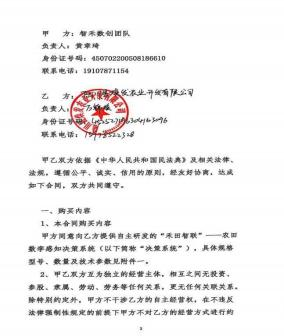 甲　　方：智禾数创团队
负 责 人：黄章琦
身份证号码：450702200508186610
联系电话：19107871154
乙　　方：农业开发有限公司
负 责 人：
身份证号码：
联系电话：
甲乙双方依据《中华人民共和国民法典》及相关法律、
法规，遵循公平、诚实、信用的原则，经友好协商，达成
如下合同，双方共同遵守。
一、购买内容
1、本合同购买内容
甲方同意向乙方提供自主研发的“禾田智联”——农田
数字感知决策系统（以下简称“决策系统”），具体规格
型号、数量及技术参数见附件一。
2、甲乙双方互为独立的经营主体，相互之间无投资、
参股、隶属、劳动、劳务等任何关系，更无任何担保关系。
除特别约定外，甲方不干涉乙方的自主经营权，在不违反
法律强制性规定的前提下甲方不对乙方的经营方式进行约